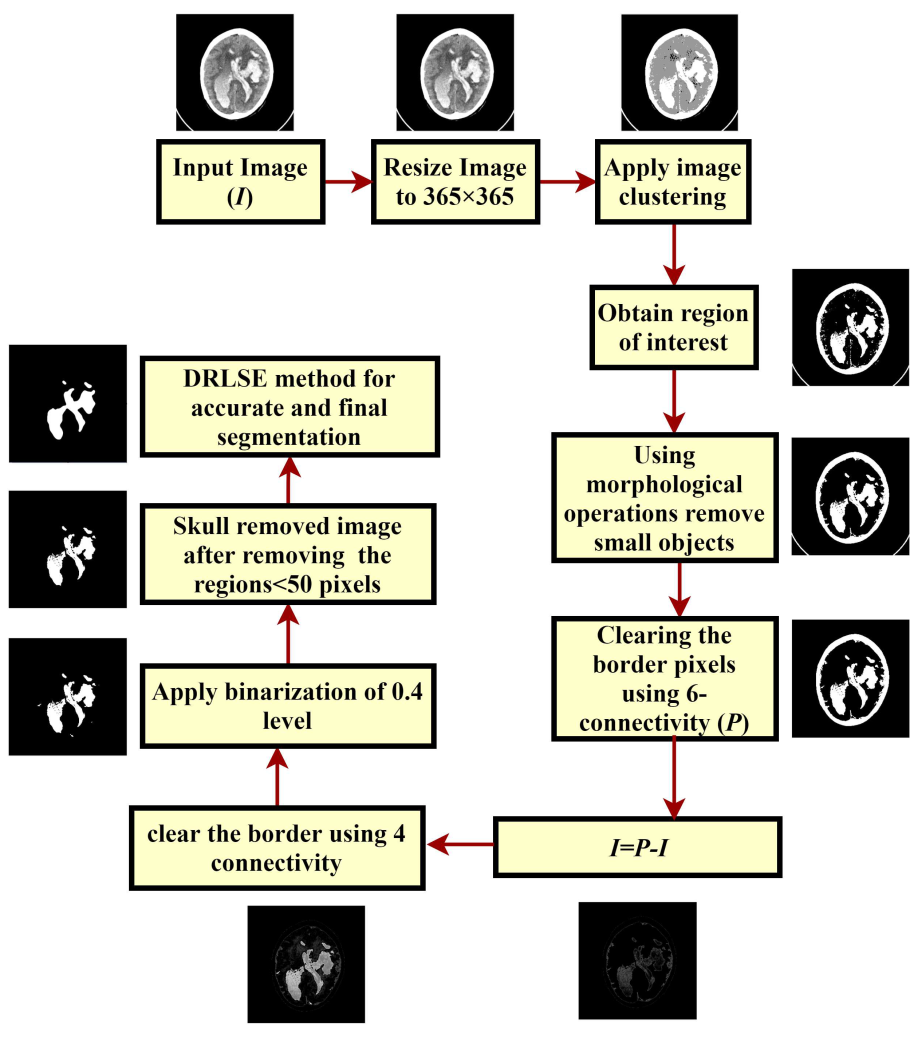 Input Image
(I)
Resize Image
to 365×365
Apply image
clustering
Obtain region
of interest
Using
morphological
operations remove
small objects
Clearing the
border pixels
using 6-
connectivity (P)
I=P-I
clear the border using 4
connectivity
Apply binarization of 0.4
level
Skull removed image
after removing  the
regions<50 pixels
DRLSE method for
accurate and final
segmentation